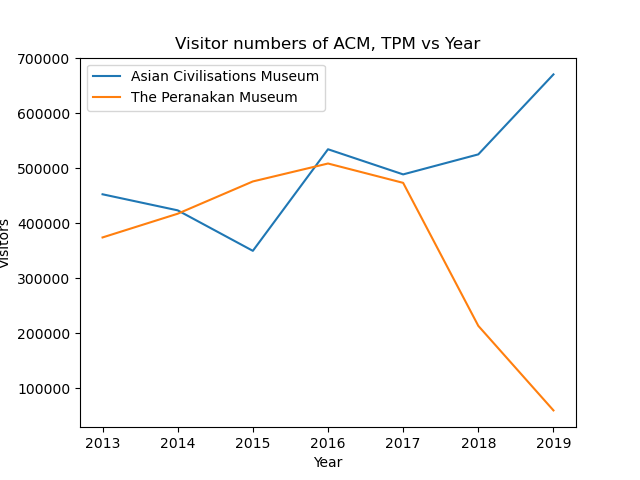 Visitor numbers of ACM, TPM vs Year
Asian Civilisations Museum
The Peranakan Museum
700000
600000
500000
400000
300000
200000
100000
Visitors
2013 2014 2015 2016 2017 2018 2019
Year